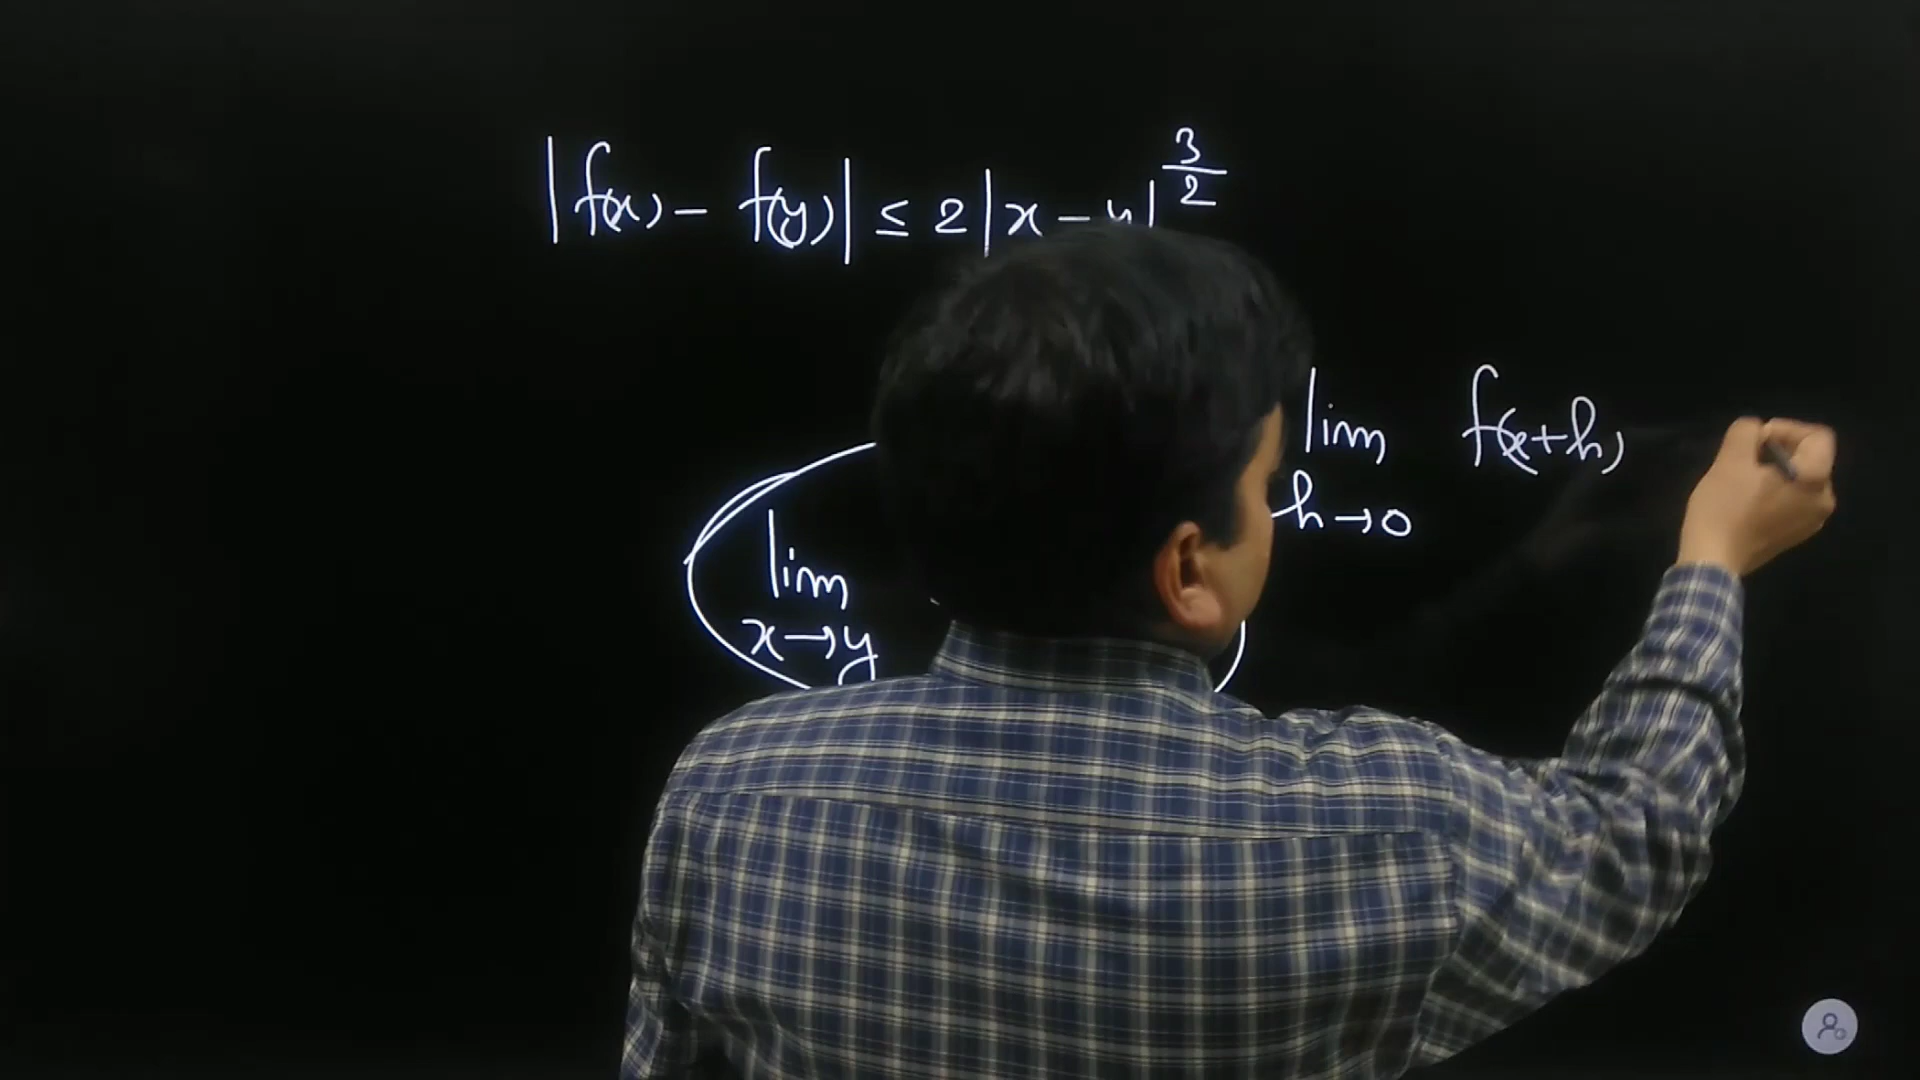 |f(x) - f(y)| ≤ 2|x - y|^{3/2}
lim f(x+h)
h→0
lim
x→y